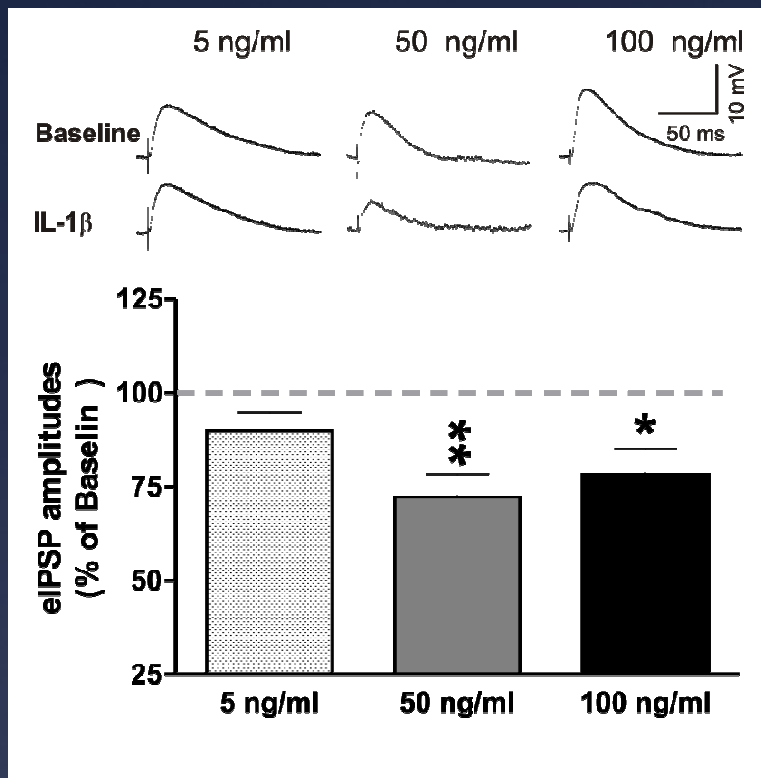 5 ng/ml 50 ng/ml 100 ng/ml
10 mV
50 ms
Baseline
IL-1β
125
100
75
50
25
eIPSP amplitudes
(% of Baselin )
**
*
5 ng/ml 50 ng/ml 100 ng/ml